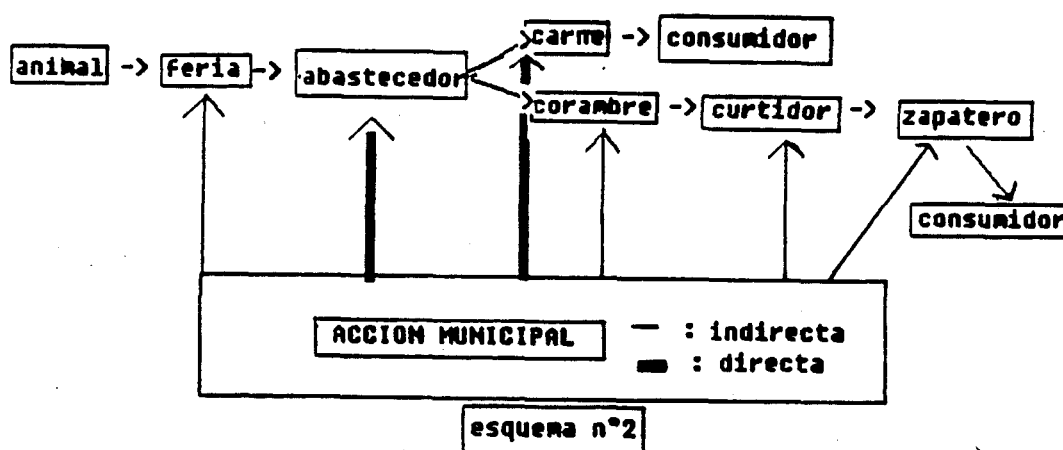 animal -> feria -> abastecedor
carne -> consumidor
corambre -> curtidor -> zapatero
consumidor
ACCION MUNICIPAL
— : indirecta
▬ : directa
esquema n°2